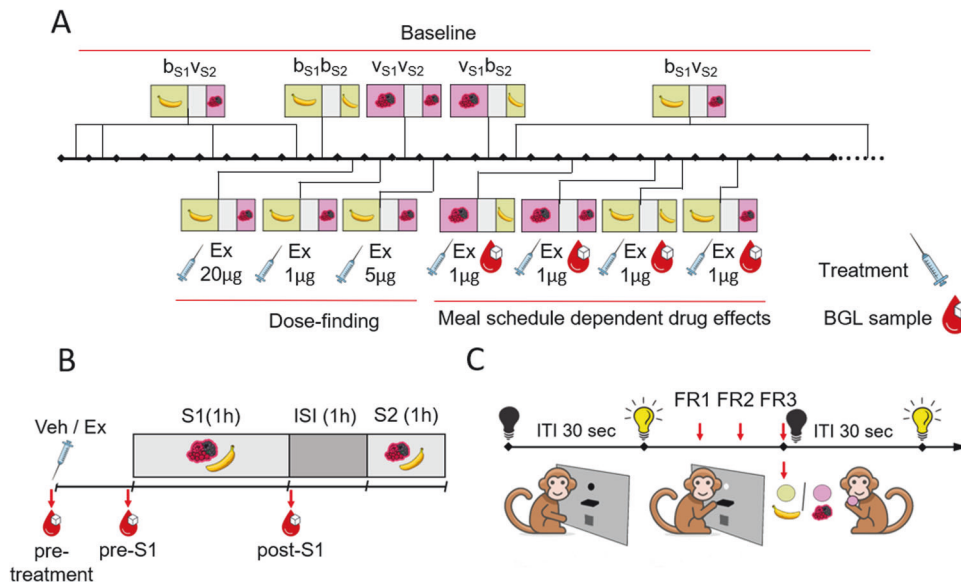 A
Baseline
bS1vS2
bS1bS2
vS1vS2
vS1bS2
bS1vS2
Ex
20µg
Ex
1µg
Ex
5µg
Ex
1µg
Ex
1µg
Ex
1µg
Ex
1µg
Treatment
Dose-finding
Meal schedule dependent drug effects
BGL sample
B
Veh / Ex
S1(1h)
ISI (1h)
S2 (1h)
pre-
treatment
pre-S1
post-S1
C
FR1 FR2 FR3
ITI 30 sec
ITI 30 sec